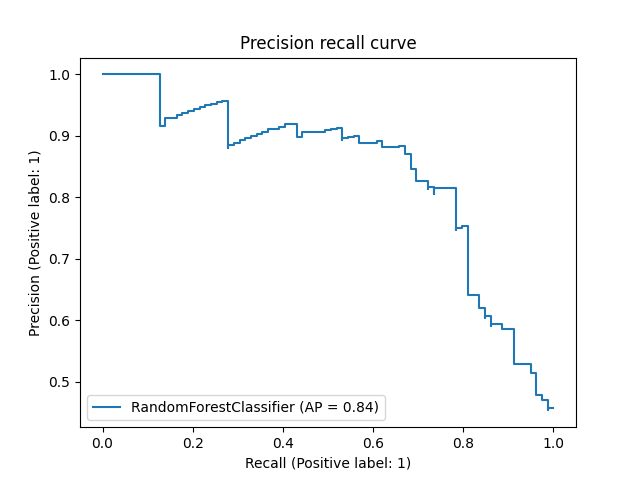 Precision recall curve
1.0
0.9
0.8
0.7
0.6
0.5
Precision (Positive label: 1)
RandomForestClassifier (AP = 0.84)
0.0 0.2 0.4 0.6 0.8 1.0
Recall (Positive label: 1)